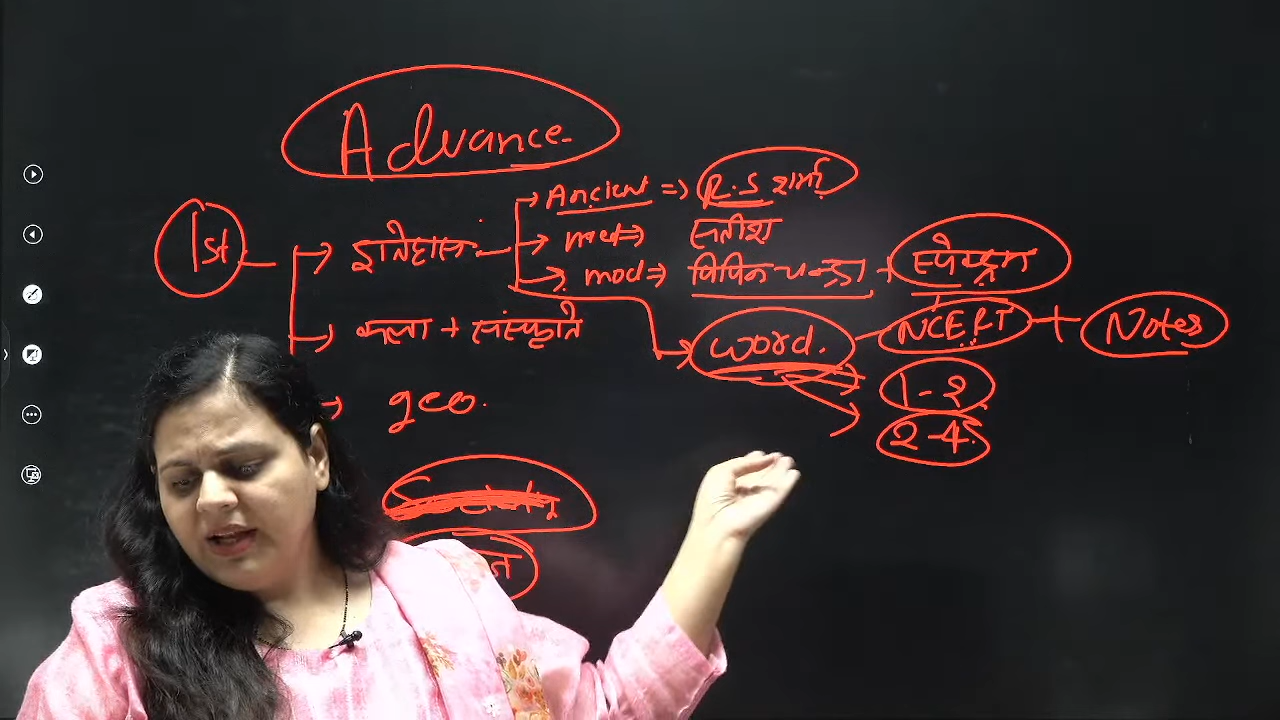 Advance
Ancient => R.S शर्मा
1st इतिहास med => सतीश
mod => विपिन चन्द्रा + स्पेक्ट्रम
कला + संस्कृति word. NCERT + Notes
1-2
geo. 2-4